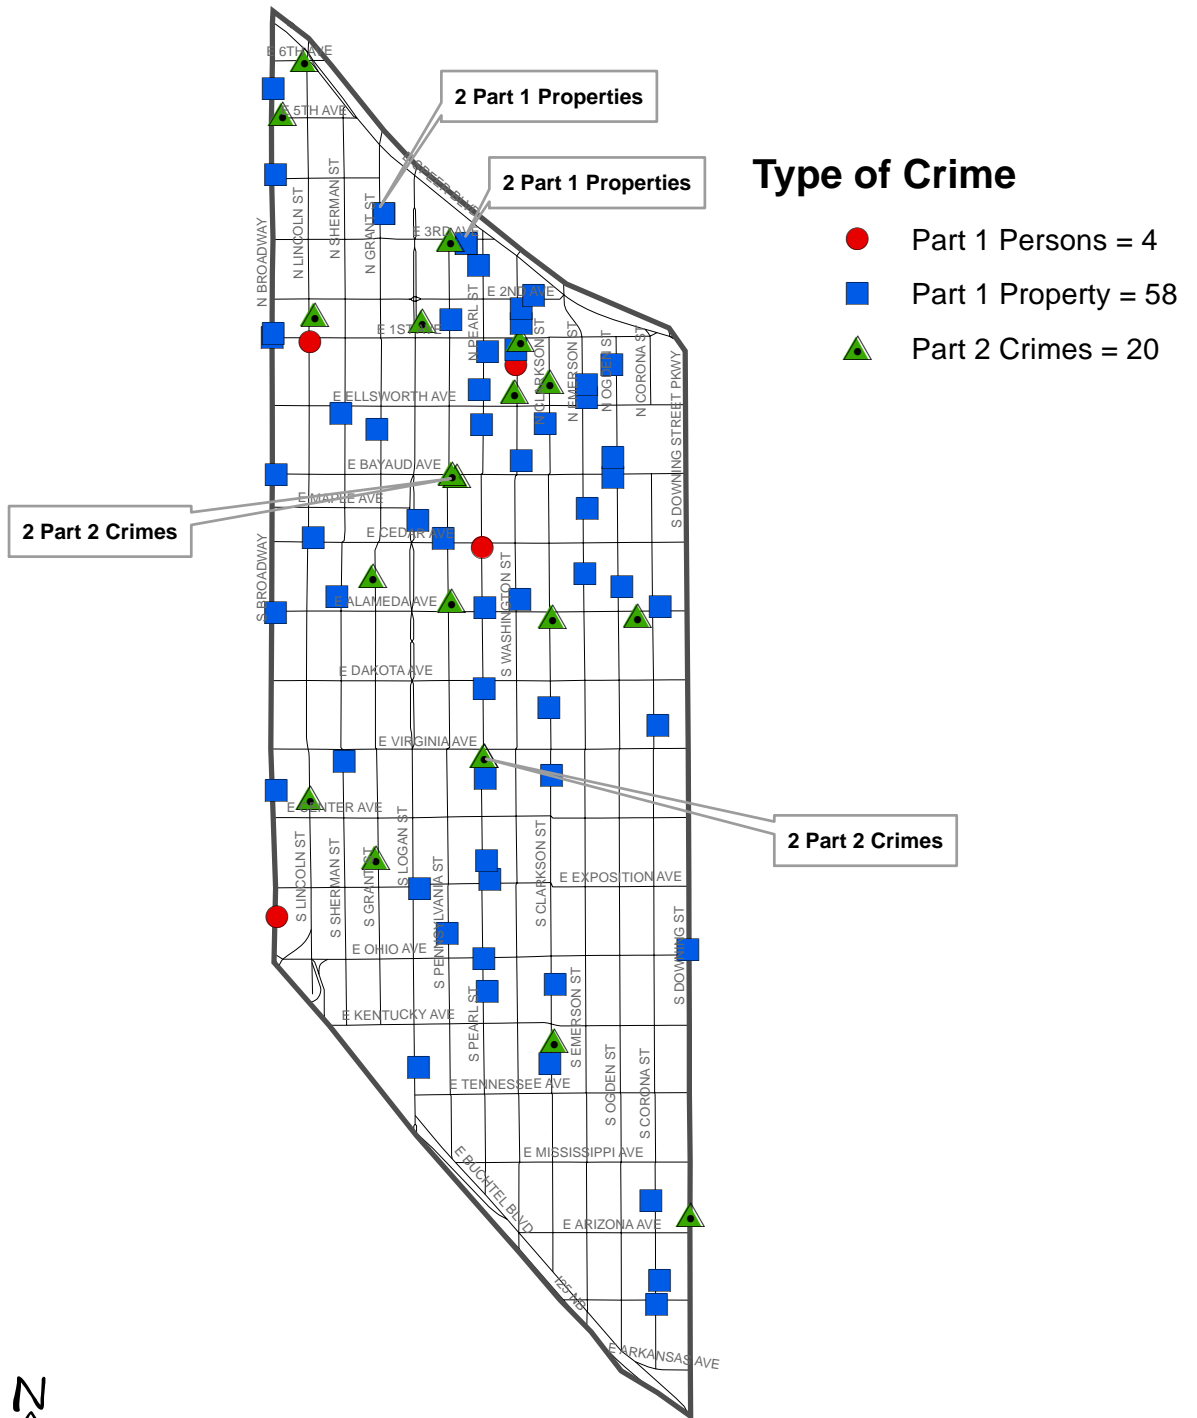 E 6TH AVE
2 Part 1 Properties
E 5TH AVE
E SPEER BLVD
2 Part 1 Properties
Type of Crime
N LINCOLN ST
N SHERMAN ST
N GRANT ST
N BROADWAY
E 3RD AVE
Part 1 Persons = 4
Part 1 Property = 58
Part 2 Crimes = 20
E 2ND AVE
N PEARL ST
E 1ST AVE
N CLARKSON ST
N EMERSON ST
N OGDEN ST
N CORONA ST
S DOWNING STREET PKWY
E ELLSWORTH AVE
E BAYAUD AVE
E MAPLE AVE
2 Part 2 Crimes
E CEDAR AVE
S BROADWAY
S WASHINGTON ST
E ALAMEDA AVE
E DAKOTA AVE
E VIRGINIA AVE
E CENTER AVE
2 Part 2 Crimes
S LINCOLN ST
S SHERMAN ST
S GRANT ST
S LOGAN ST
S PENNSYLVANIA ST
S CLARKSON ST
E EXPOSITION AVE
E OHIO AVE
S DOWNING ST
E KENTUCKY AVE
S PEARL ST
S EMERSON ST
S OGDEN ST
S CORONA ST
E TENNESSEE AVE
E MISSISSIPPI AVE
E BUCHTEL BLVD
E ARIZONA AVE
I25 NB
E ARKANSAS AVE
N